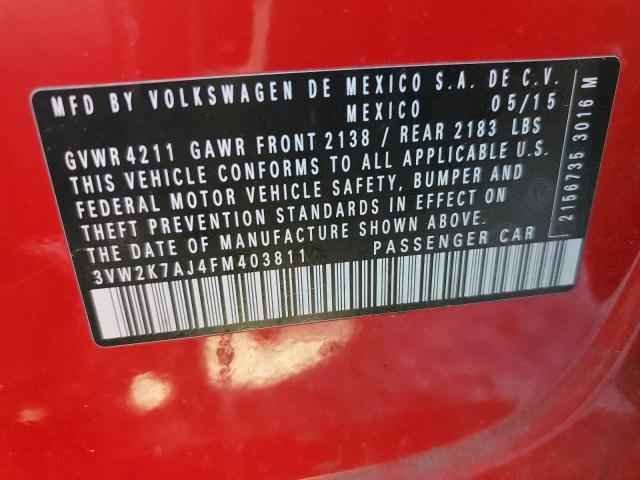 MFD BY VOLKSWAGEN DE MEXICO S.A. DE C.V.
MEXICO 05/15
GVWR 4211 GAWR FRONT 2138 / REAR 2183 LBS
THIS VEHICLE CONFORMS TO ALL APPLICABLE U.S.
FEDERAL MOTOR VEHICLE SAFETY, BUMPER AND
THEFT PREVENTION STANDARDS IN EFFECT ON
THE DATE OF MANUFACTURE SHOWN ABOVE.
3VW2K7AJ4FM403811 PASSENGER CAR
2156735 3016 M